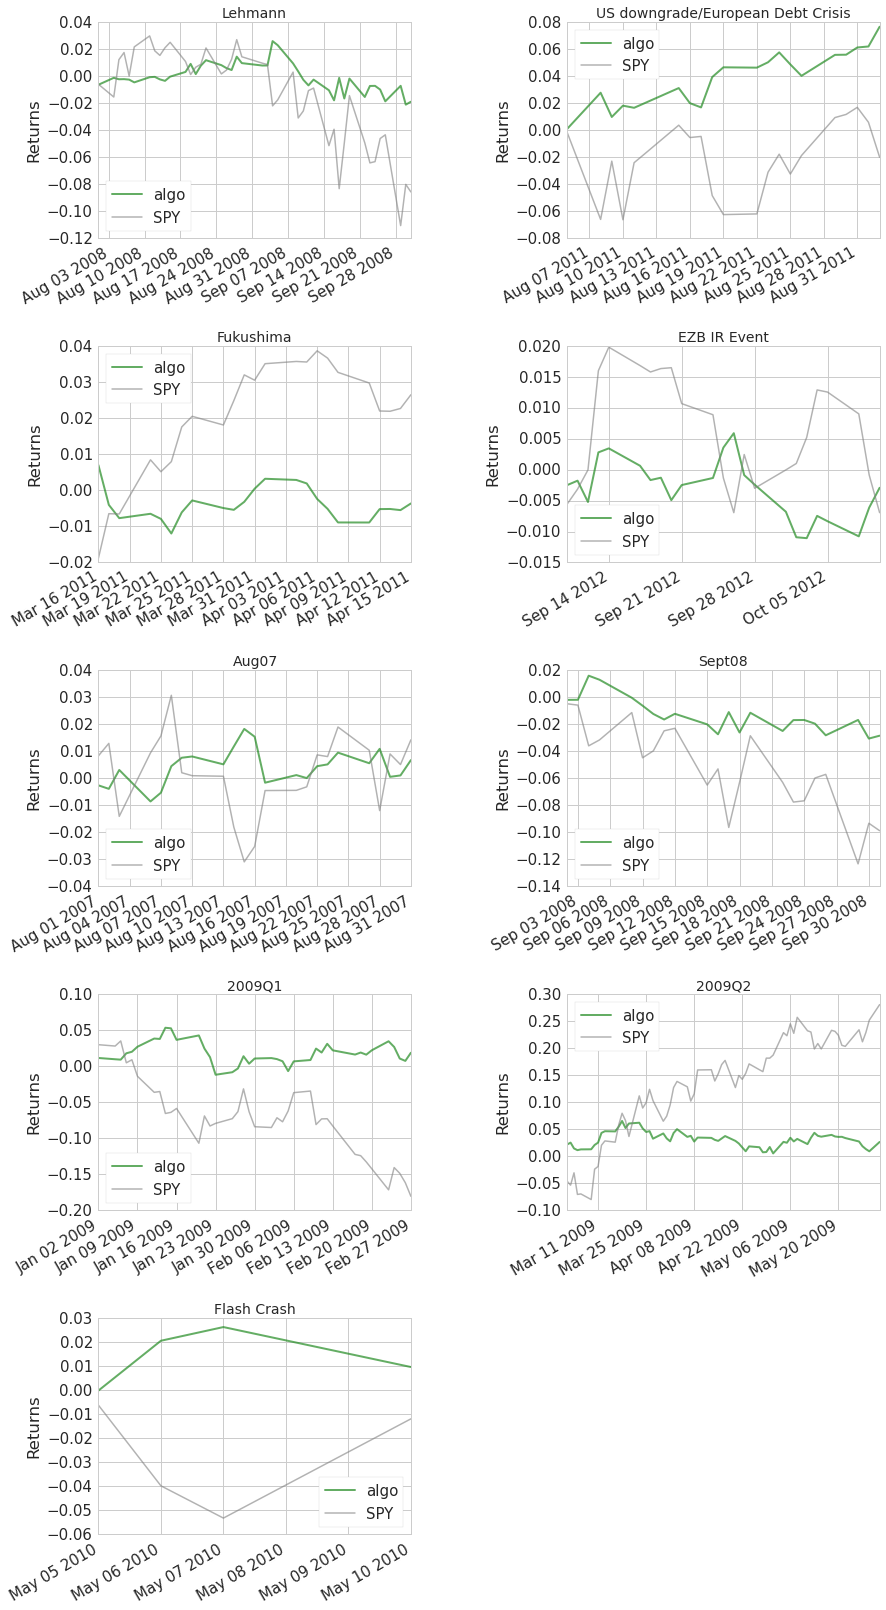 Lehmann
0.04
0.02
0.00
−0.02
−0.04
−0.06
−0.08
−0.10
−0.12
Returns
algo
SPY
Aug 03 2008
Aug 10 2008
Aug 17 2008
Aug 24 2008
Aug 31 2008
Sep 07 2008
Sep 14 2008
Sep 21 2008
Sep 28 2008
US downgrade/European Debt Crisis
0.08
0.06
0.04
0.02
0.00
−0.02
−0.04
−0.06
−0.08
Returns
algo
SPY
Aug 07 2011
Aug 10 2011
Aug 13 2011
Aug 16 2011
Aug 19 2011
Aug 22 2011
Aug 25 2011
Aug 28 2011
Aug 31 2011
Fukushima
0.04
0.03
0.02
0.01
0.00
−0.01
−0.02
Returns
algo
SPY
Mar 16 2011
Mar 19 2011
Mar 22 2011
Mar 25 2011
Mar 28 2011
Mar 31 2011
Apr 03 2011
Apr 06 2011
Apr 09 2011
Apr 12 2011
Apr 15 2011
EZB IR Event
0.020
0.015
0.010
0.005
0.000
−0.005
−0.010
−0.015
Returns
algo
SPY
Sep 14 2012
Sep 21 2012
Sep 28 2012
Oct 05 2012
Aug07
0.04
0.03
0.02
0.01
0.00
−0.01
−0.02
−0.03
−0.04
Returns
algo
SPY
Aug 01 2007
Aug 04 2007
Aug 07 2007
Aug 10 2007
Aug 13 2007
Aug 16 2007
Aug 19 2007
Aug 22 2007
Aug 25 2007
Aug 28 2007
Aug 31 2007
Sept08
0.02
0.00
−0.02
−0.04
−0.06
−0.08
−0.10
−0.12
−0.14
Returns
algo
SPY
Sep 03 2008
Sep 06 2008
Sep 09 2008
Sep 12 2008
Sep 15 2008
Sep 18 2008
Sep 21 2008
Sep 24 2008
Sep 27 2008
Sep 30 2008
2009Q1
0.10
0.05
0.00
−0.05
−0.10
−0.15
−0.20
Returns
algo
SPY
Jan 02 2009
Jan 09 2009
Jan 16 2009
Jan 23 2009
Jan 30 2009
Feb 06 2009
Feb 13 2009
Feb 20 2009
Feb 27 2009
2009Q2
0.30
0.25
0.20
0.15
0.10
0.05
0.00
−0.05
−0.10
Returns
algo
SPY
Mar 11 2009
Mar 25 2009
Apr 08 2009
Apr 22 2009
May 06 2009
May 20 2009
Flash Crash
0.03
0.02
0.01
0.00
−0.01
−0.02
−0.03
−0.04
−0.05
−0.06
Returns
algo
SPY
May 05 2010
May 06 2010
May 07 2010
May 08 2010
May 09 2010
May 10 2010